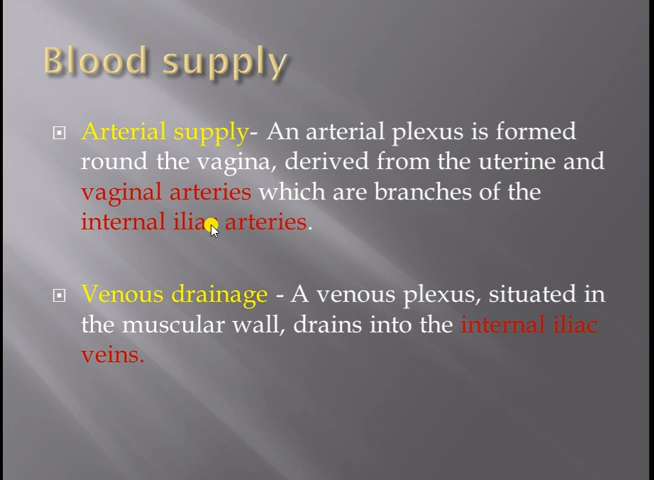 Blood supply
Arterial supply- An arterial plexus is formed
round the vagina, derived from the uterine and
vaginal arteries which are branches of the
internal iliac arteries.
Venous drainage - A venous plexus, situated in
the muscular wall, drains into the internal iliac
veins.